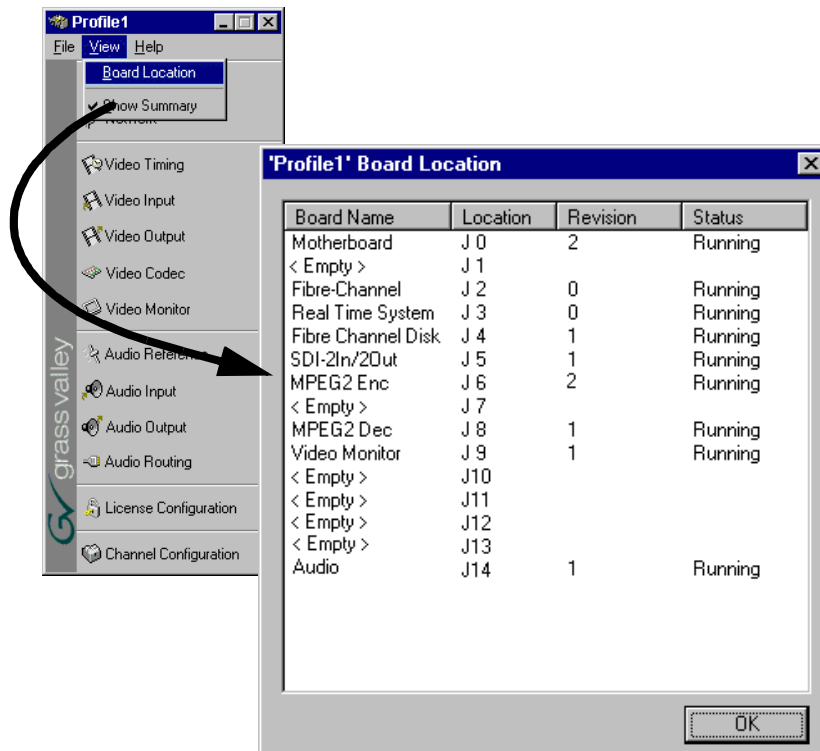 Profile1
File View Help
Board Location
Show Summary
Network
Video Timing
Video Input
Video Output
Video Codec
Video Monitor
Audio Reference
Audio Input
Audio Output
Audio Routing
License Configuration
Channel Configuration
grass valley
'Profile1' Board Location
Board Name Location Revision Status
Motherboard J 0 2 Running
< Empty > J 1
Fibre-Channel J 2 0 Running
Real Time System J 3 0 Running
Fibre Channel Disk J 4 1 Running
SDI-2In/2Out J 5 1 Running
MPEG2 Enc J 6 2 Running
< Empty > J 7
MPEG2 Dec J 8 1 Running
Video Monitor J 9 1 Running
< Empty > J10
< Empty > J11
< Empty > J12
< Empty > J13
Audio J14 1 Running
OK